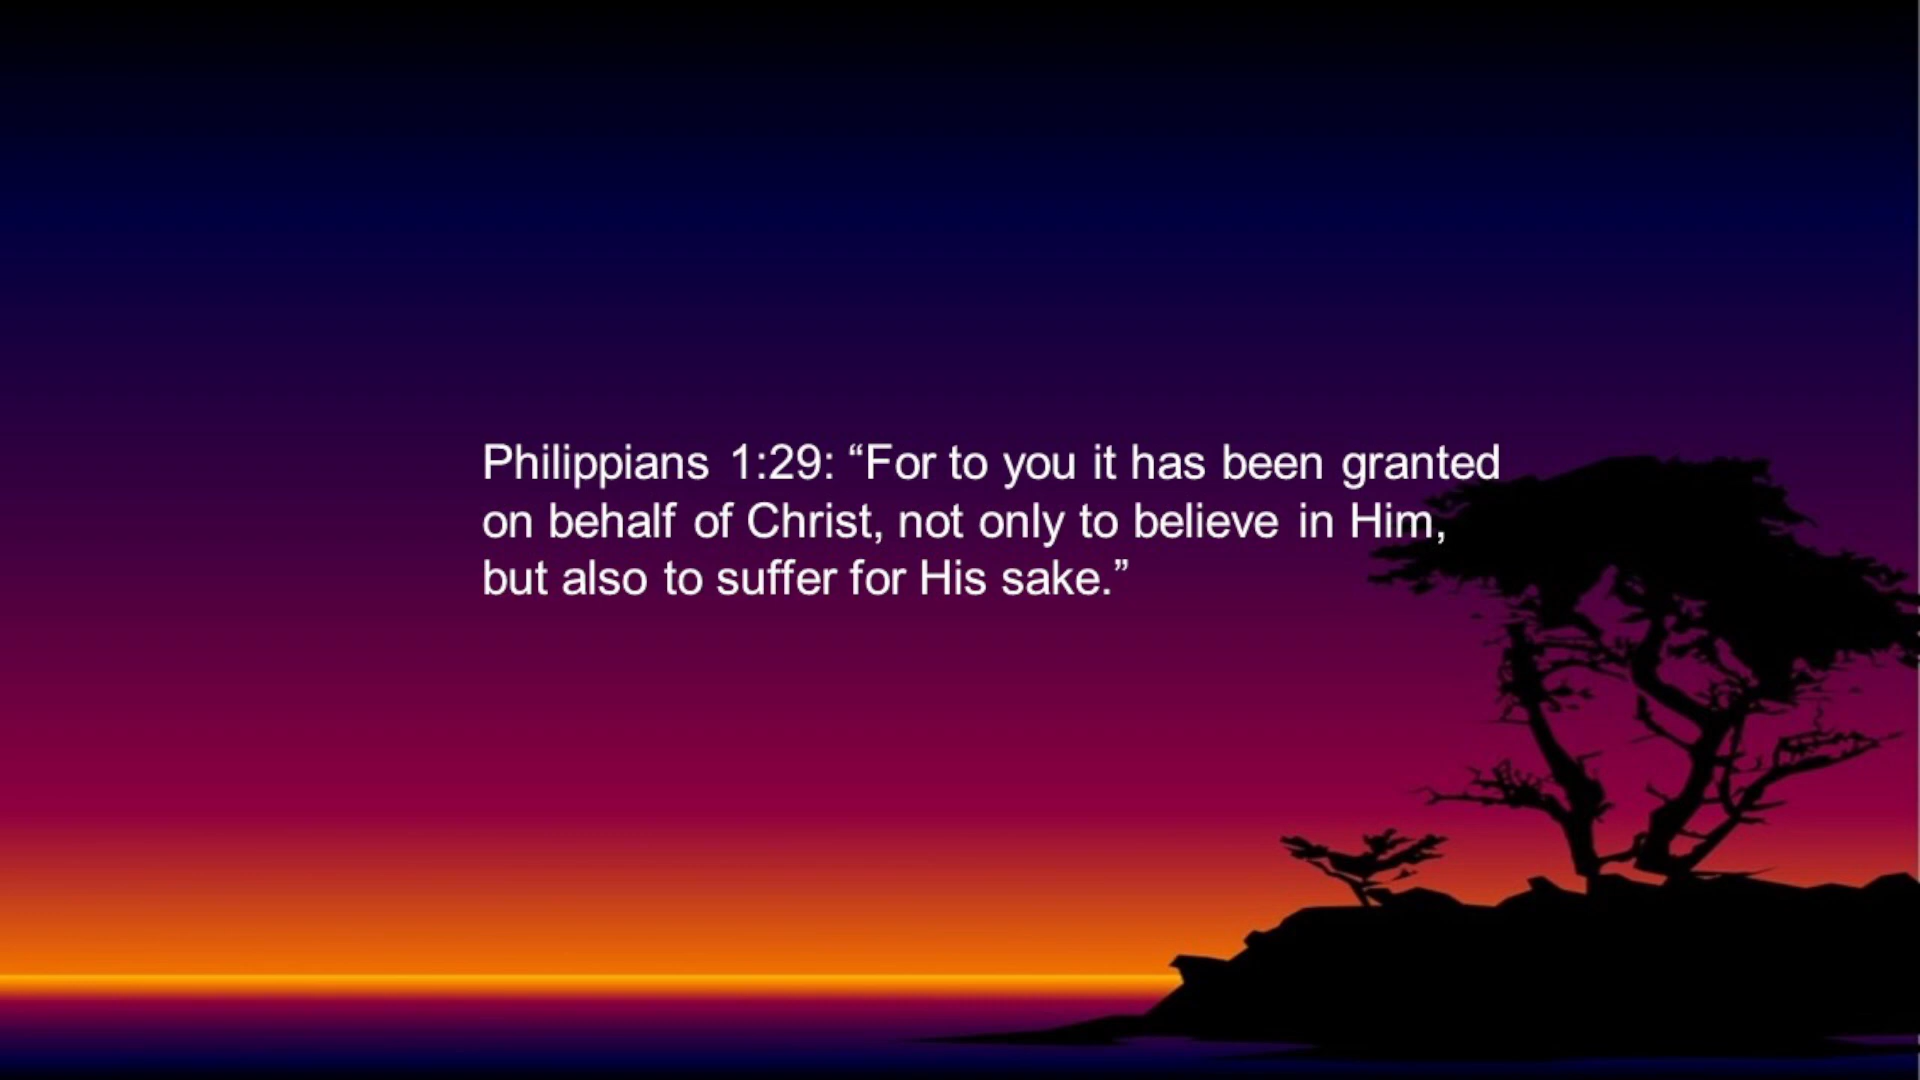 Philippians 1:29: “For to you it has been granted
on behalf of Christ, not only to believe in Him,
but also to suffer for His sake.”